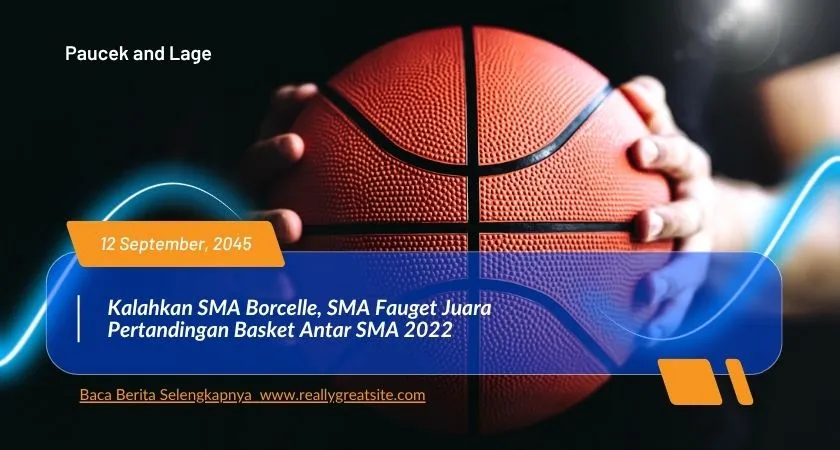 Paucek and Lage
12 September, 2045
Kalahkan SMA Borcelle, SMA Fauget Juara
Pertandingan Basket Antar SMA 2022
Baca Berita Selengkapnya www.reallygreatsite.com